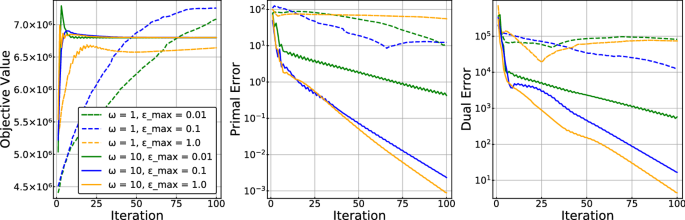 Objective Value
7.0×10⁶
6.5×10⁶
6.0×10⁶
5.5×10⁶
5.0×10⁶
4.5×10⁶
0 25 50 75 100
Iteration
ω = 1, ε_max = 0.01
ω = 1, ε_max = 0.1
ω = 1, ε_max = 1.0
ω = 10, ε_max = 0.01
ω = 10, ε_max = 0.1
ω = 10, ε_max = 1.0
Primal Error
10²
10¹
10⁰
10⁻¹
10⁻²
10⁻³
0 25 50 75 100
Iteration
Dual Error
10⁵
10⁴
10³
10²
10¹
0 25 50 75 100
Iteration